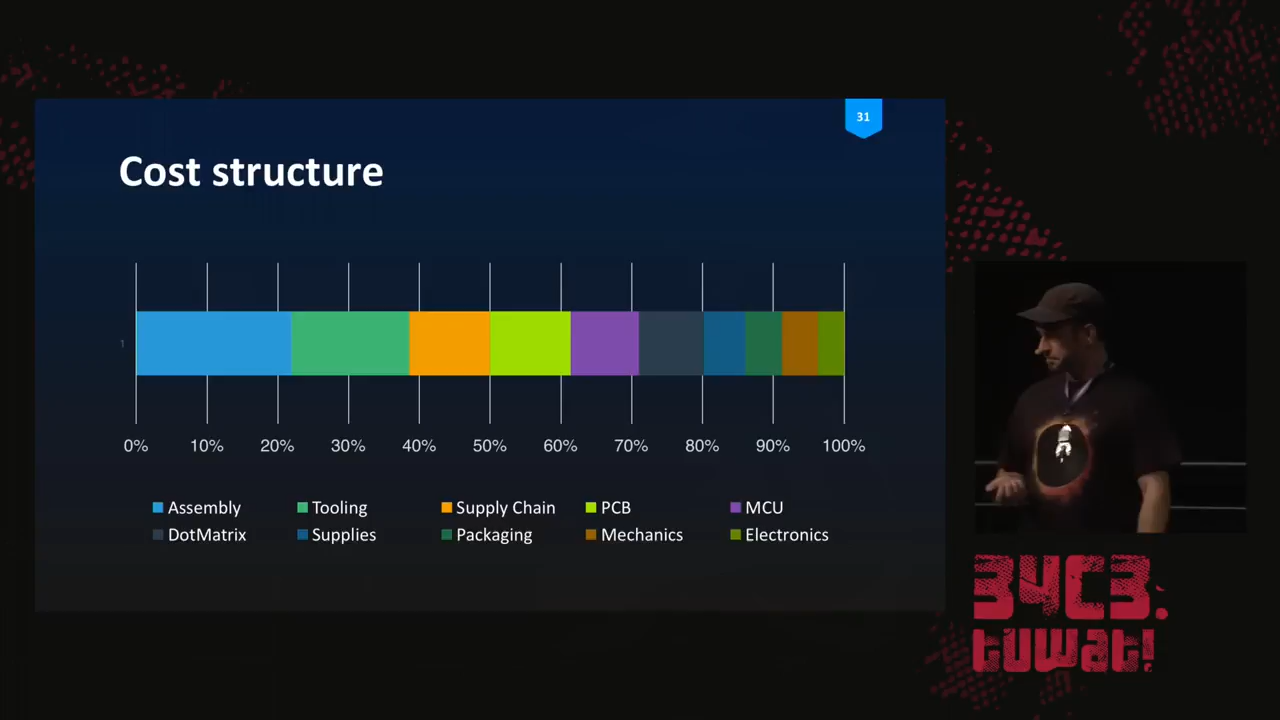 31
Cost structure
1
0% 10% 20% 30% 40% 50% 60% 70% 80% 90% 100%
Assembly Tooling Supply Chain PCB MCU
DotMatrix Supplies Packaging Mechanics Electronics
34C3.
tuwat!